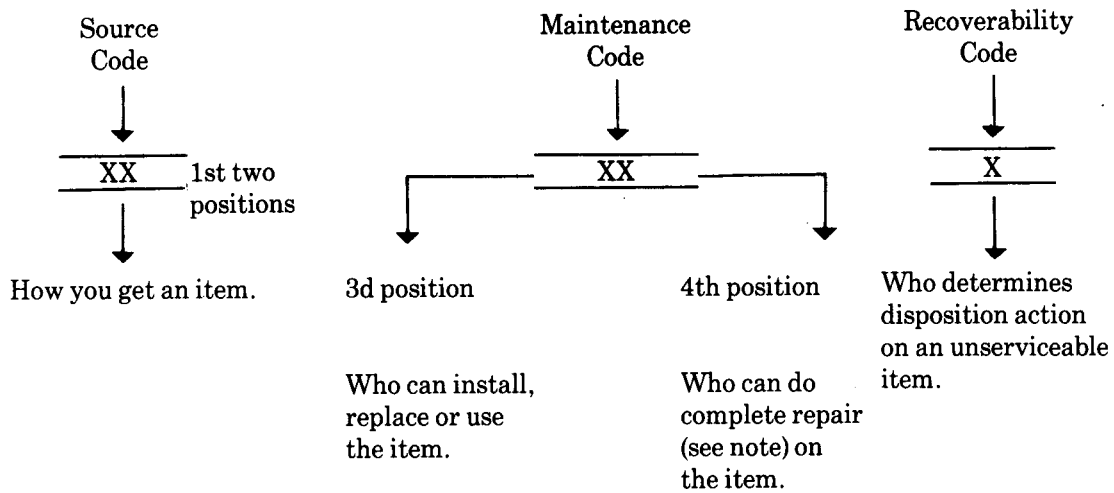 Source
Code
XX
1st two
positions
How you get an item.
Maintenance
Code
XX
3d position
Who can install,
replace or use
the item.
4th position
Who can do
complete repair
(see note) on
the item.
Recoverability
Code
X
Who determines
disposition action
on an unserviceable
item.